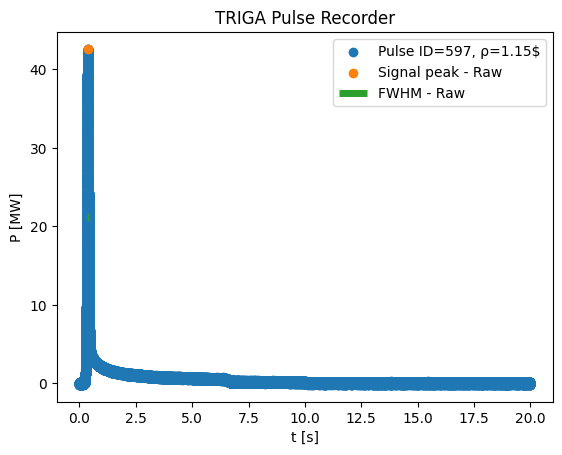 TRIGA Pulse Recorder
Pulse ID=597, ρ=1.15$
Signal peak - Raw
FWHM - Raw
P [MW]
40
30
20
10
0
0.0 2.5 5.0 7.5 10.0 12.5 15.0 17.5 20.0
t [s]